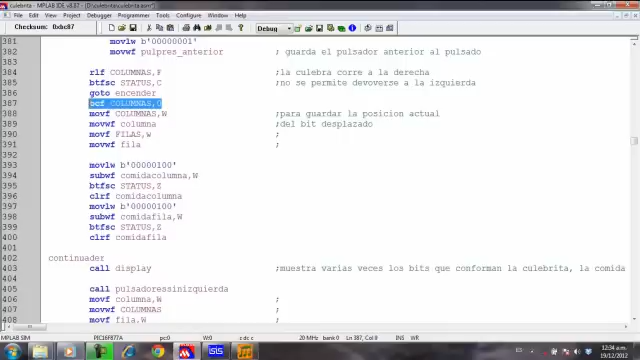 culebrita - MPLAB IDE v8.80 - [C:\culebrita\culebrita.asm*]
File Edit View Project Debugger Programmer Tools Configure Window Help
Checksum: 0xbc87
Debug
381 movlw b'00000001'
382 movwf pulpres_anterior ; guarda el pulsador anterior al pulsado
383
384 rlf COLUMNAS,F ;la culebra corre a la derecha
385 btfsc STATUS,C ;no se permite devoverse a la izquierda
386 goto encender
387 bcf COLUMNAS,0
388 movf COLUMNAS,W ;para guardar la posicion actual
389 movwf columna ;del bit desplazado
390 movf FILAS,w ;
391 movwf fila ;
392
393 movlw b'00000100'
394 subwf comidacolumna,W
395 btfsc STATUS,Z
396 clrf comidacolumna
397 movlw b'00000100'
398 subwf comidafila,W
399 btfsc STATUS,Z
400 clrf comidafila
401
402 continuader
403 call display ;muestra varias veces los bits que conforman la culebrita, la comida
404
405 call pulsadoressinizquierda
406 movf columna,W ;
407 movwf COLUMNAS ;
408 movf fila,W ;
MPLAB SIM PIC16F877A pc:0 W:0 z dc c 20 MHz bank 0 Ln 387, Col 9 INS WR
ES
12:34 a.m.
19/12/2012